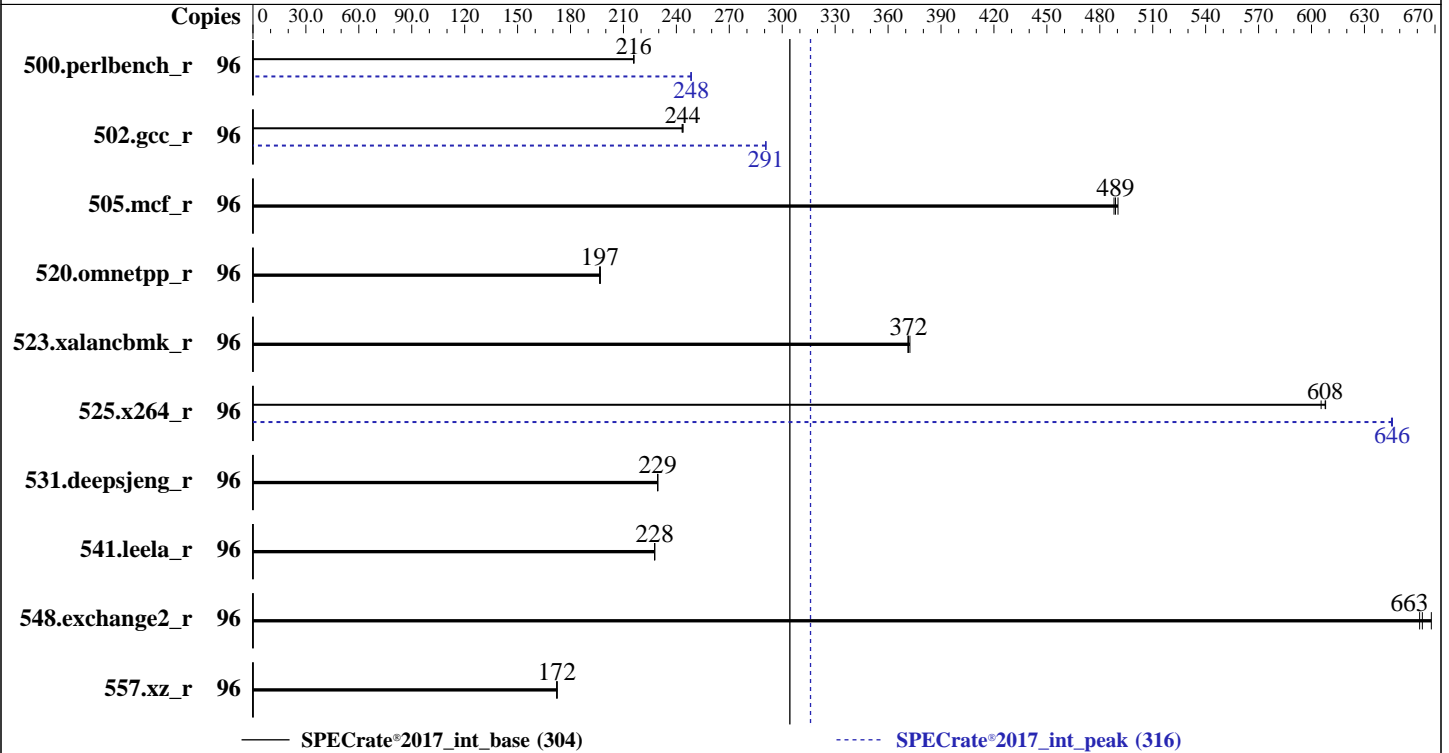 Copies 0 30.0 60.0 90.0 120 150 180 210 240 270 300 330 360 390 420 450 480 510 540 570 600 630 670
216
500.perlbench_r 96
248
244
502.gcc_r 96
291
489
505.mcf_r 96
197
520.omnetpp_r 96
372
523.xalancbmk_r 96
608
525.x264_r 96
646
229
531.deepsjeng_r 96
228
541.leela_r 96
663
548.exchange2_r 96
172
557.xz_r 96
SPECrate®2017_int_base (304) SPECrate®2017_int_peak (316)